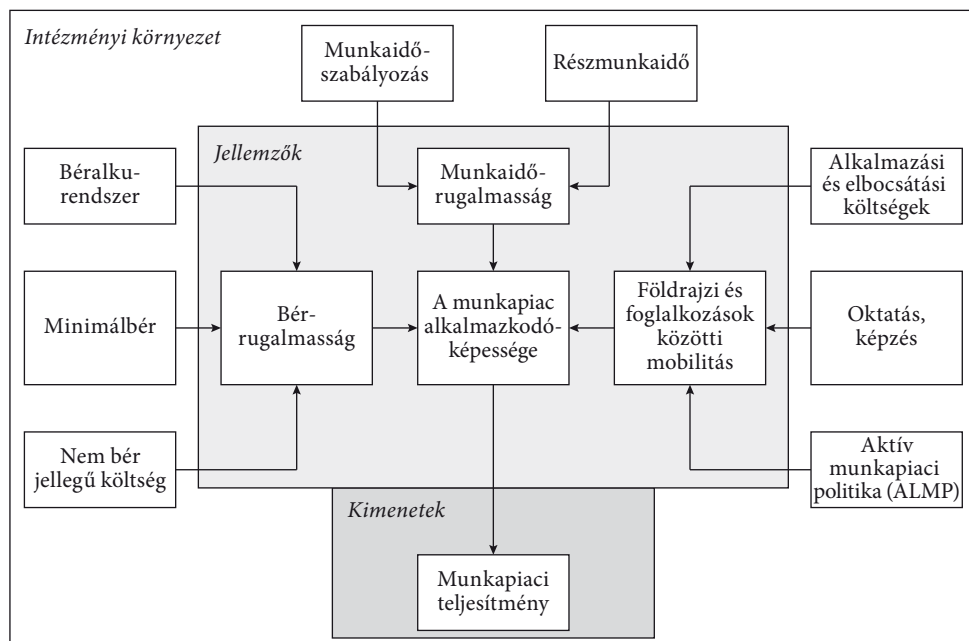 Intézményi környezet
Munkaidő-
szabályozás
Részmunkaidő
Jellemzők
Béralku-
rendszer
Munkaidő-
rugalmasság
Alkalmazási
és elbocsátási
költségek
Minimálbér
Bér-
rugalmasság
A munkapiac
alkalmazkodó-
képessége
Földrajzi és
foglalkozások
közötti
mobilitás
Oktatás,
képzés
Nem bér
jellegű költség
Aktív
munkapiaci
politika (ALMP)
Kimenetek
Munkapiaci
teljesítmény